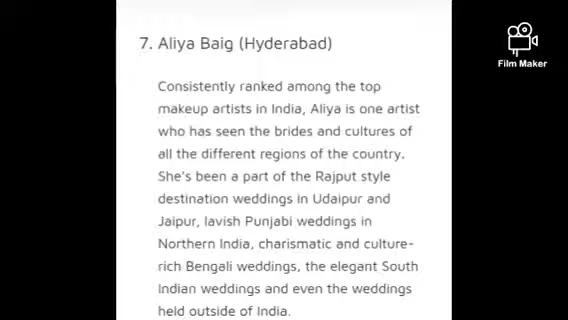 7. Aliya Baig (Hyderabad)
Consistently ranked among the top
makeup artists in India, Aliya is one artist
who has seen the brides and cultures of
all the different regions of the country.
She's been a part of the Rajput style
destination weddings in Udaipur and
Jaipur, lavish Punjabi weddings in
Northern India, charismatic and culture-
rich Bengali weddings, the elegant South
Indian weddings and even the weddings
held outside of India.
Film Maker